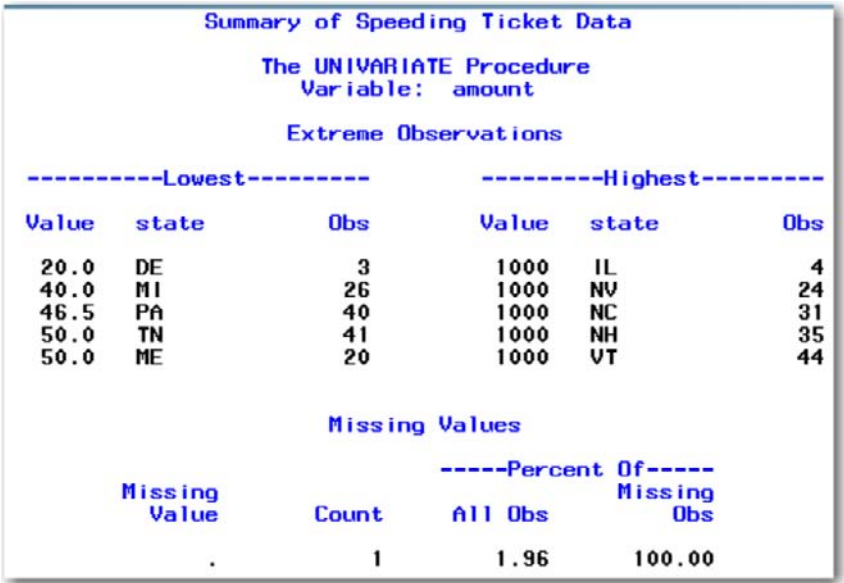 Summary of Speeding Ticket Data
The UNIVARIATE Procedure
Variable: amount
Extreme Observations
----------Lowest--------- ---------Highest---------
Value state Obs Value state Obs
20.0 DE 3 1000 IL 4
40.0 MI 26 1000 NV 24
46.5 PA 40 1000 NC 31
50.0 TN 41 1000 NH 35
50.0 ME 20 1000 VT 44
Missing Values
-----Percent Of-----
Missing Missing
Value Count All Obs Obs
. 1 1.96 100.00